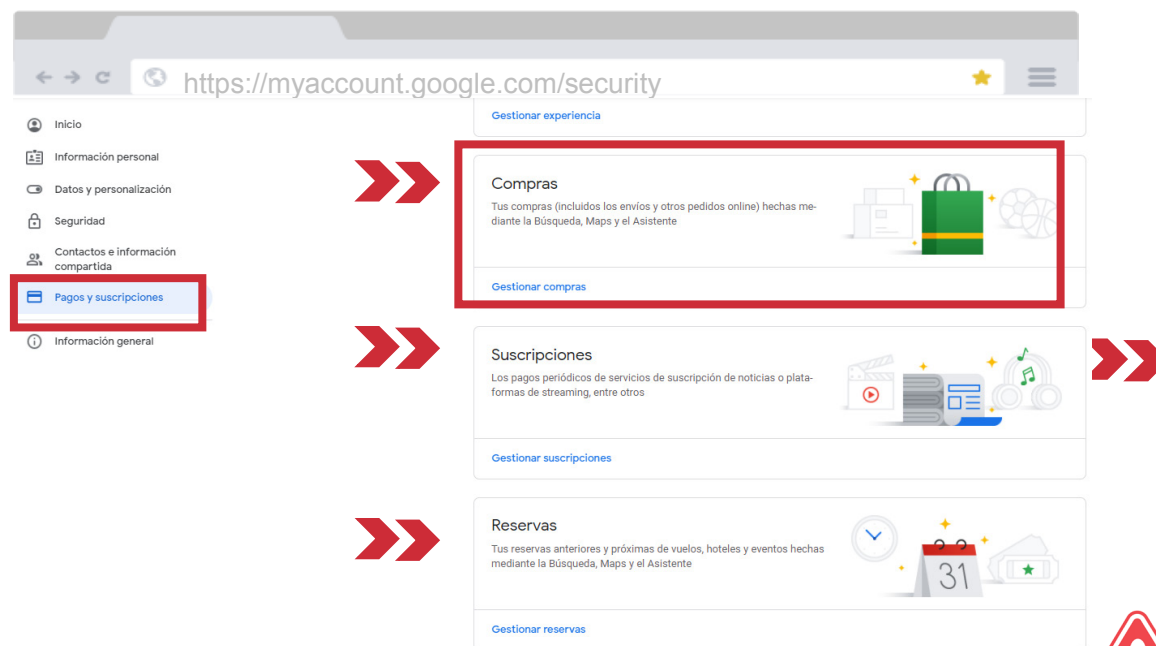 https://myaccount.google.com/security
Inicio
Información personal
Datos y personalización
Seguridad
Contactos e información
compartida
Pagos y suscripciones
Información general
Gestionar experiencia
Compras
Tus compras (incluidos los envíos y otros pedidos online) hechas me-
diante la Búsqueda, Maps y el Asistente
Gestionar compras
Suscripciones
Los pagos periódicos de servicios de suscripción de noticias o plata-
formas de streaming, entre otros
Gestionar suscripciones
Reservas
Tus reservas anteriores y próximas de vuelos, hoteles y eventos hechas
mediante la Búsqueda, Maps y el Asistente
31
Gestionar reservas